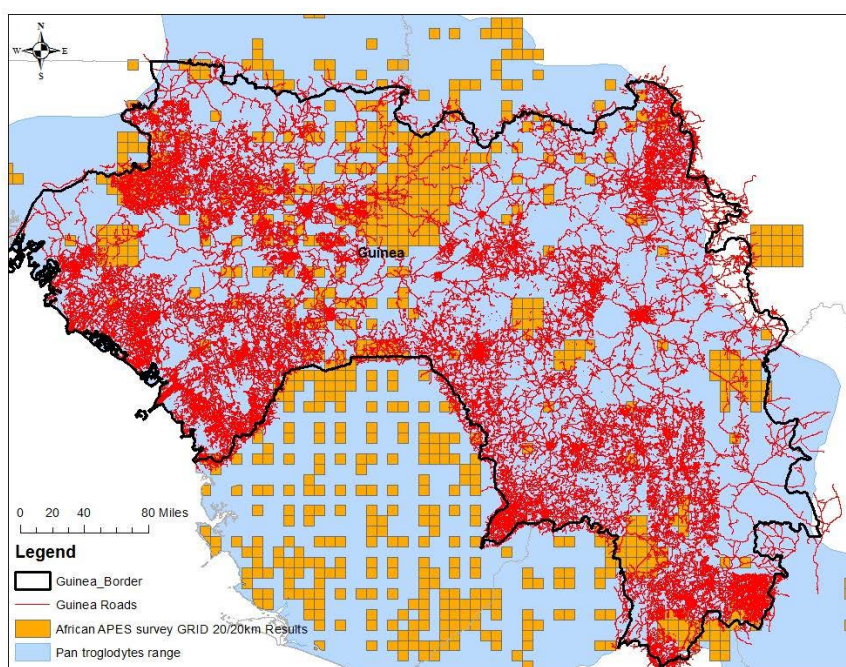 N
W E
S
Guinea
0 20 40 80 Miles
Legend
Guinea_Border
Guinea Roads
African APES survey GRID 20/20km Results
Pan troglodytes range